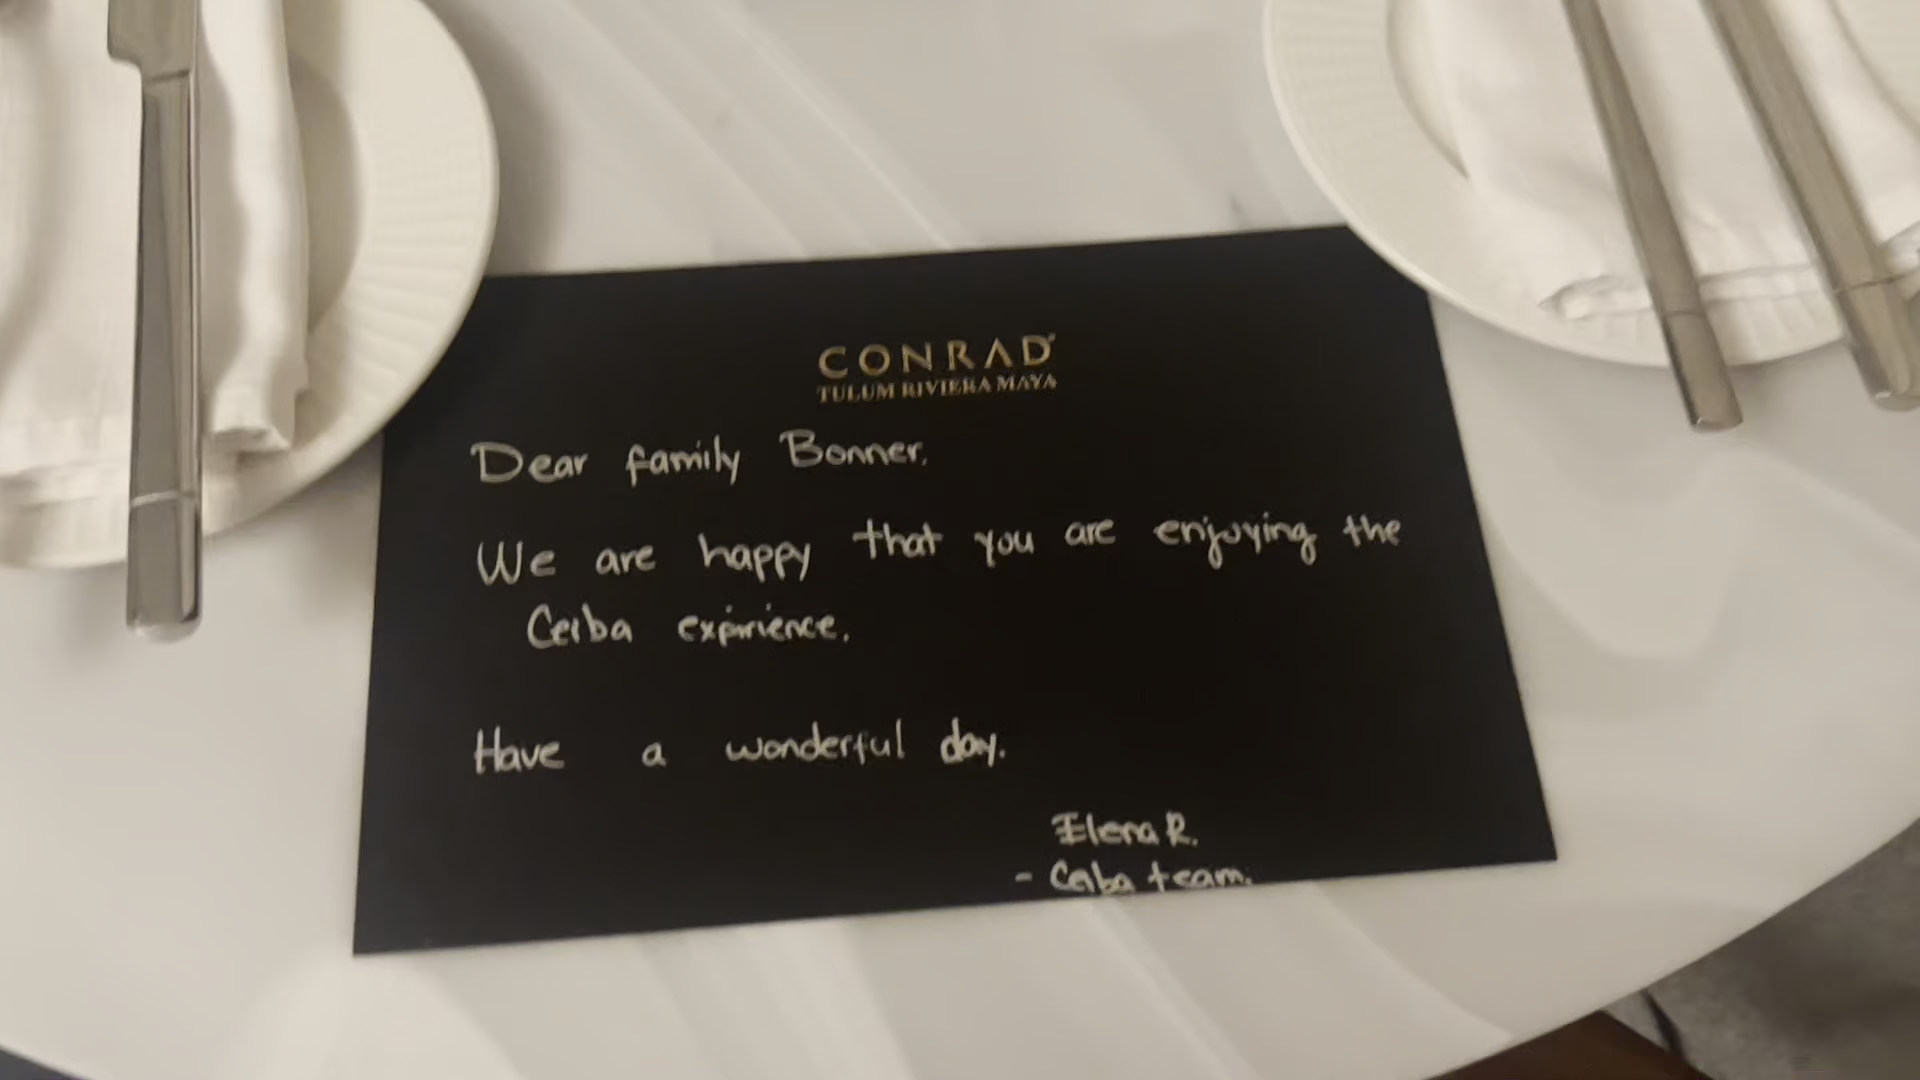 CONRAD
TULUM RIVIERA MAYA
Dear family Bonner,
We are happy that you are enjoying the
Ceiba expirience.
Have a wonderful day.
Elena R.
- Ceiba team.